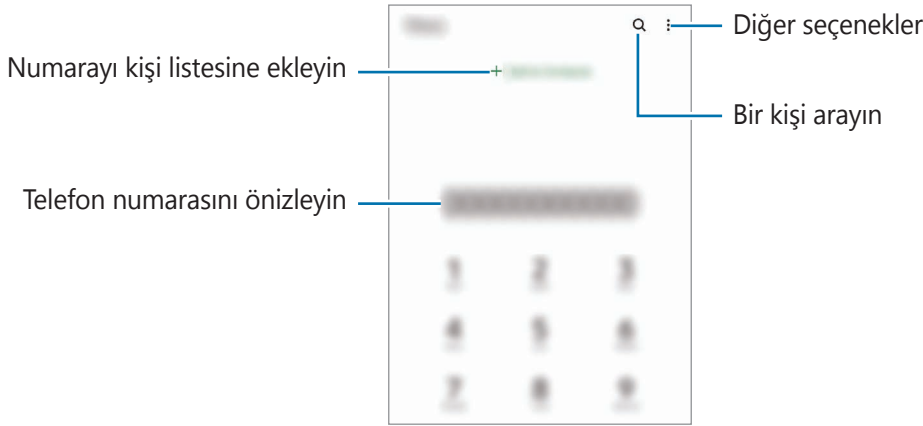 Diğer seçenekler
Numarayı kişi listesine ekleyin
+
Bir kişi arayın
Telefon numarasını önizleyin
1 2 3
4 5 6
7 8 9